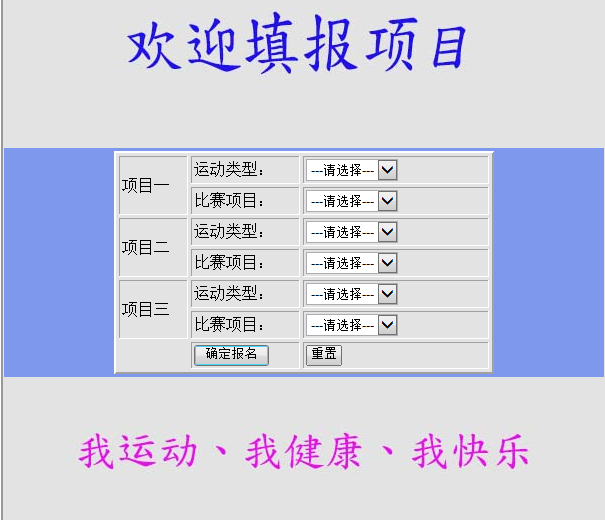 欢迎填报项目
项目一 运动类型： ---请选择---
比赛项目： ---请选择---
项目二 运动类型： ---请选择---
比赛项目： ---请选择---
项目三 运动类型： ---请选择---
比赛项目： ---请选择---
确定报名 重置
我运动、我健康、我快乐